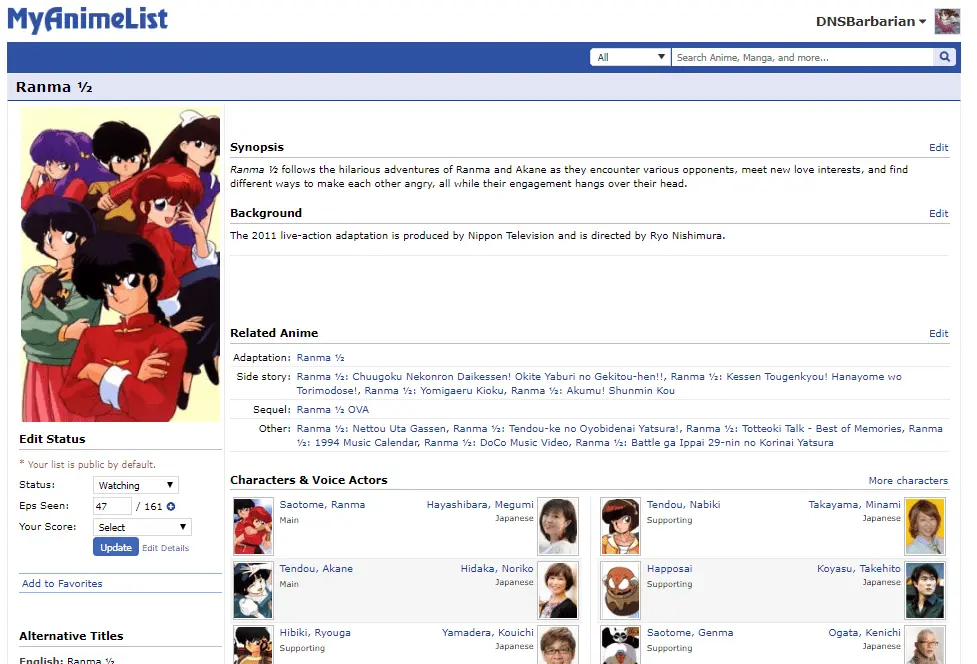 MyAnimeList
DNSBarbarian
All
Search Anime, Manga, and more...
Ranma ½
Synopsis
Edit
Ranma ½ follows the hilarious adventures of Ranma and Akane as they encounter various opponents, meet new love interests, and find
different ways to make each other angry, all while their engagement hangs over their head.
Background
Edit
The 2011 live-action adaptation is produced by Nippon Television and is directed by Ryo Nishimura.
Related Anime
Edit
Adaptation: Ranma ½
Side story: Ranma ½: Chuugoku Nekonron Daikessen! Okite Yaburi no Gekitou-hen!!, Ranma ½: Kessen Tougenkyou! Hanayome wo
Torimodose!, Ranma ½: Yomigaeru Kioku, Ranma ½: Akumu! Shunmin Kou
Sequel: Ranma ½ OVA
Other: Ranma ½: Nettou Uta Gassen, Ranma ½: Tendou-ke no Oyobidenai Yatsura!, Ranma ½: Totteoki Talk - Best of Memories, Ranma
½: 1994 Music Calendar, Ranma ½: DoCo Music Video, Ranma ½: Battle ga Ippai 29-nin no Korinai Yatsura
Edit Status
* Your list is public by default.
Status: Watching
Eps Seen: 47 / 161
Your Score: Select
Update Edit Details
Add to Favorites
Alternative Titles
English: Ranma ½
Characters & Voice Actors
More characters
Saotome, Ranma
Main
Hayashibara, Megumi
Japanese
Tendou, Nabiki
Supporting
Takayama, Minami
Japanese
Tendou, Akane
Main
Hidaka, Noriko
Japanese
Happosai
Supporting
Koyasu, Takehito
Japanese
Hibiki, Ryouga
Supporting
Yamadera, Kouichi
Japanese
Saotome, Genma
Supporting
Ogata, Kenichi
Japanese